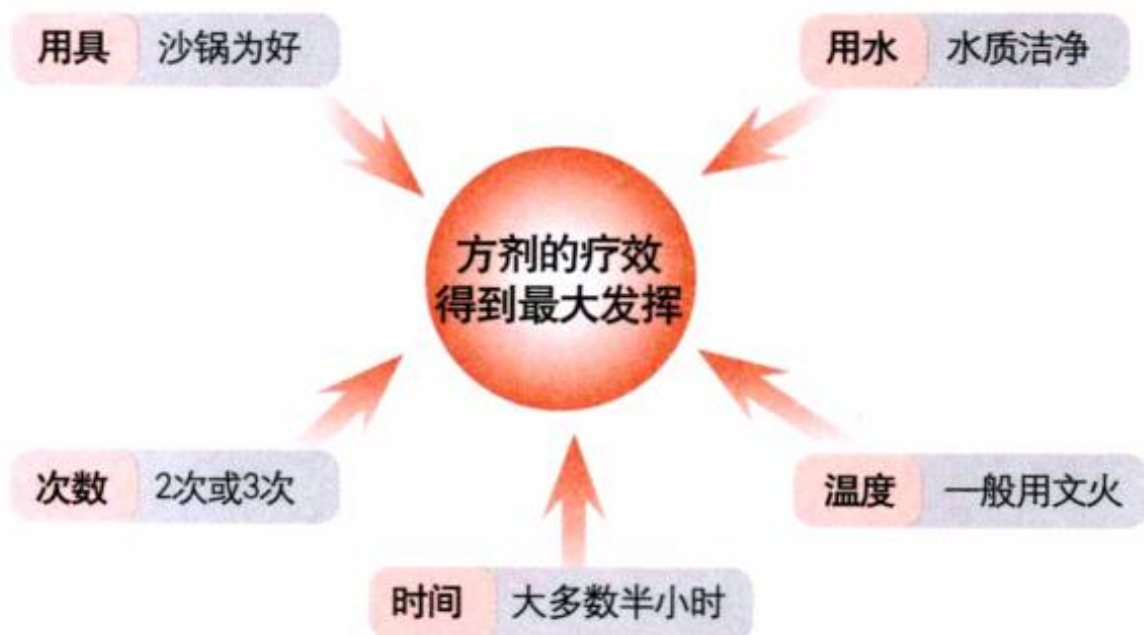 用具 沙锅为好
用水 水质洁净
方剂的疗效
得到最大发挥
次数 2次或3次
温度 一般用文火
时间 大多数半小时